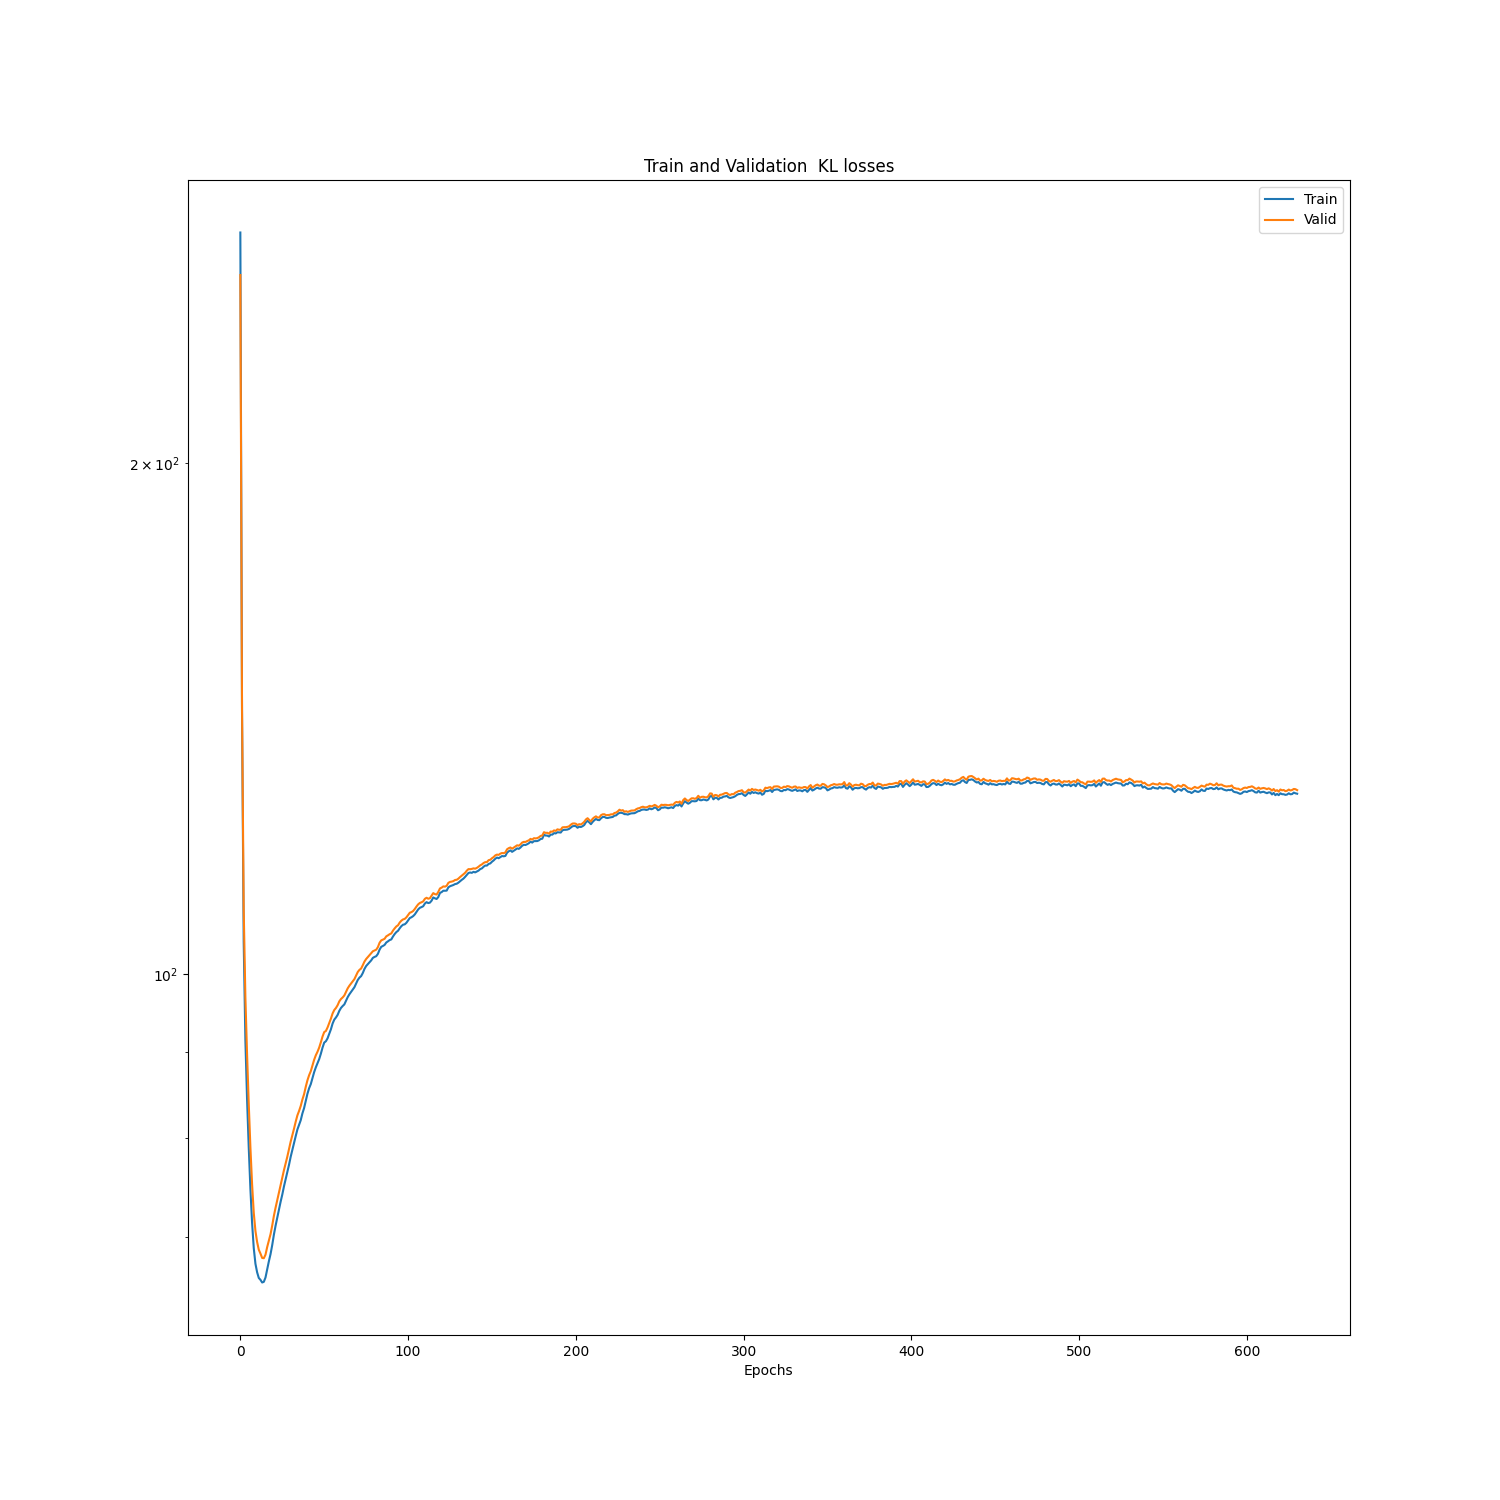 Train and Validation  KL losses
Train
Valid
2 × 10²
10²
0 100 200 300 400 500 600
Epochs